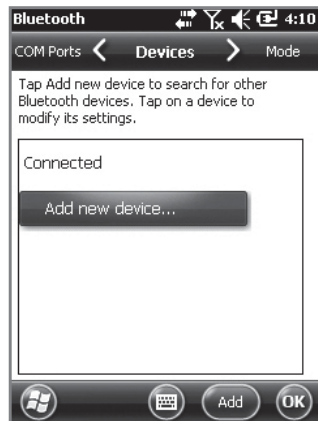 Bluetooth 4:10
COM Ports Devices Mode
Tap Add new device to search for other
Bluetooth devices. Tap on a device to
modify its settings.
Connected
Add new device...
Add OK